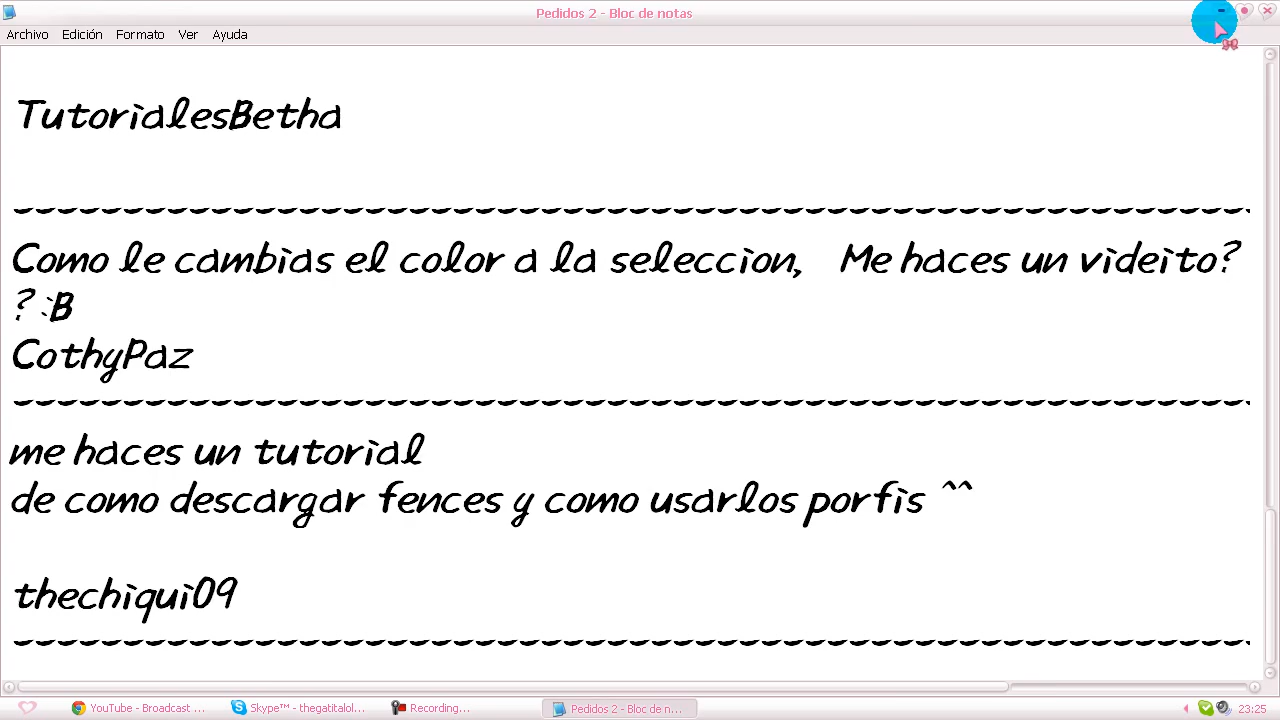 Pedidos 2 - Bloc de notas
Archivo Edición Formato Ver Ayuda
TutorialesBetha
Como le cambias el color a la seleccion, Me haces un videito?
? :B
CothyPaz
me haces un tutorial
de como descargar fences y como usarlos porfis ^^
thechiqui09
YouTube - Broadcast ... Skype™ - thegatitalol... Recording... Pedidos 2 - Bloc de n... 23:25